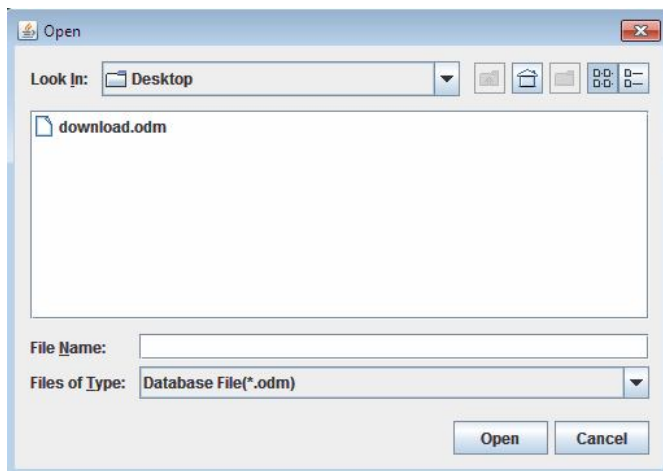 Open
Look In: Desktop
download.odm
File Name:
Files of Type: Database File(*.odm)
Open Cancel